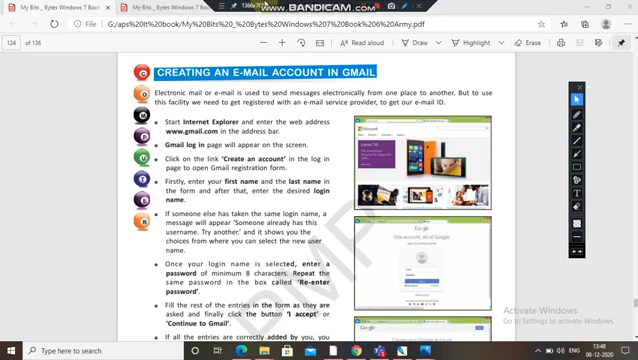 My Bits _ Bytes Windows 7 Book
My Bits _ Bytes Windows 7 Book
www.BANDICAM.com
G:/aps%20It%20book/My%20Bits%20_%20Bytes%20Windows%207%20Book%206%20Army.pdf
124 of 136
Read aloud
Draw
Highlight
Erase
CREATING AN E-MAIL ACCOUNT IN GMAIL
Electronic mail or e-mail is used to send messages electronically from one place to another. But to use
this facility we need to get registered with an e-mail service provider, to get our e-mail ID.
Start Internet Explorer and enter the web address
www.gmail.com in the address bar.
Gmail log in page will appear on the screen.
Click on the link 'Create an account' in the log in
page to open Gmail registration form.
Firstly, enter your first name and the last name in
the form and after that, enter the desired login
name.
If someone else has taken the same login name, a
message will appear 'Someone already has this
username. Try another.' and it shows you the
choices from where you can select the new user
name.
Once your login name is selected, enter a
password of minimum 8 characters. Repeat the
same password in the box called 'Re-enter
password'.
Fill the rest of the entries in the form as they are
asked and finally click the button 'I accept' or
'Continue to Gmail'.
If all the entries are correctly added by you, you
C
O
M
P
U
T
E
R
BMP
Microsoft
Google
One account. All of Google.
Google
Create your Google Account
Activate Windows
Go to Settings to activate Windows.
Type here to search
ENG
13:48
08-12-2020